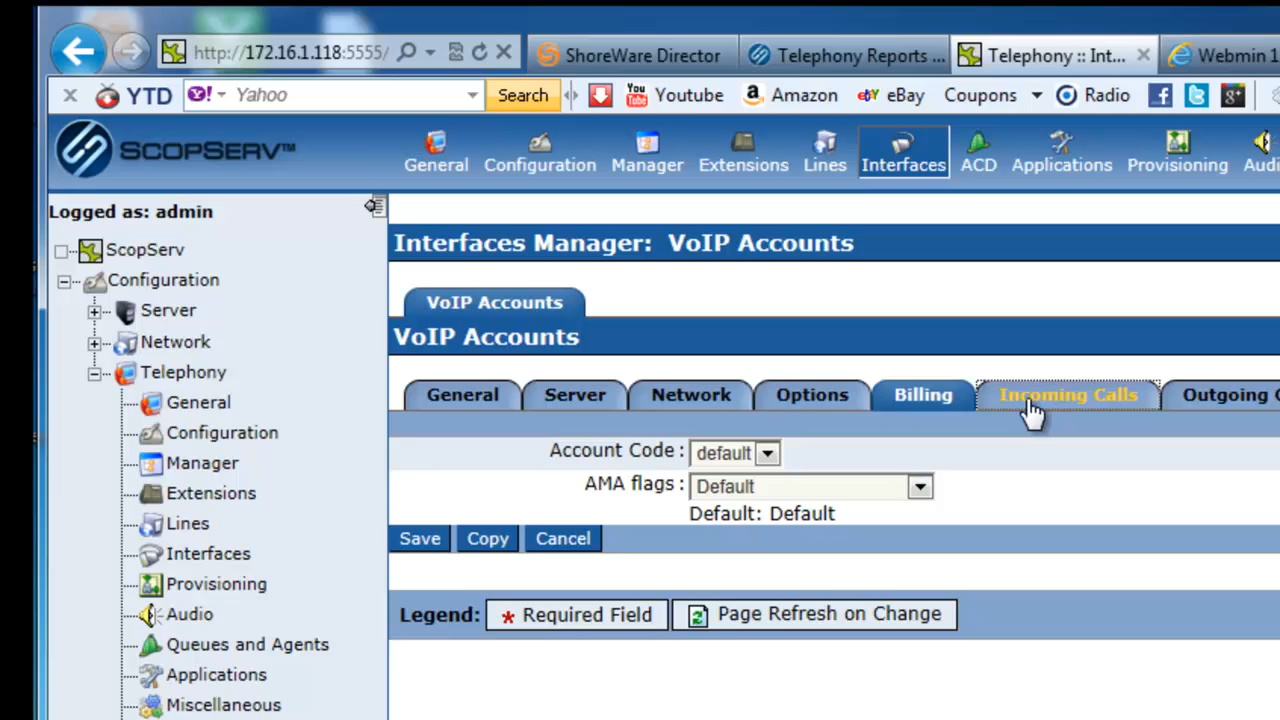 http://172.16.1.118:5555/
ShoreWare Director
Telephony Reports ...
Telephony :: Int...
Webmin 1
YTD
Yahoo
Search
You Tube
Youtube
Amazon
eBay
Coupons
Radio
SCOPSERV™
General
Configuration
Manager
Extensions
Lines
Interfaces
ACD
Applications
Provisioning
Audi
Logged as: admin
ScopServ
Configuration
Server
Network
Telephony
General
Configuration
Manager
Extensions
Lines
Interfaces
Provisioning
Audio
Queues and Agents
Applications
Miscellaneous
Interfaces Manager: VoIP Accounts
VoIP Accounts
VoIP Accounts
General
Server
Network
Options
Billing
Incoming Calls
Outgoing C
Account Code : default
AMA flags : Default
Default: Default
Save
Copy
Cancel
Legend: * Required Field
Page Refresh on Change